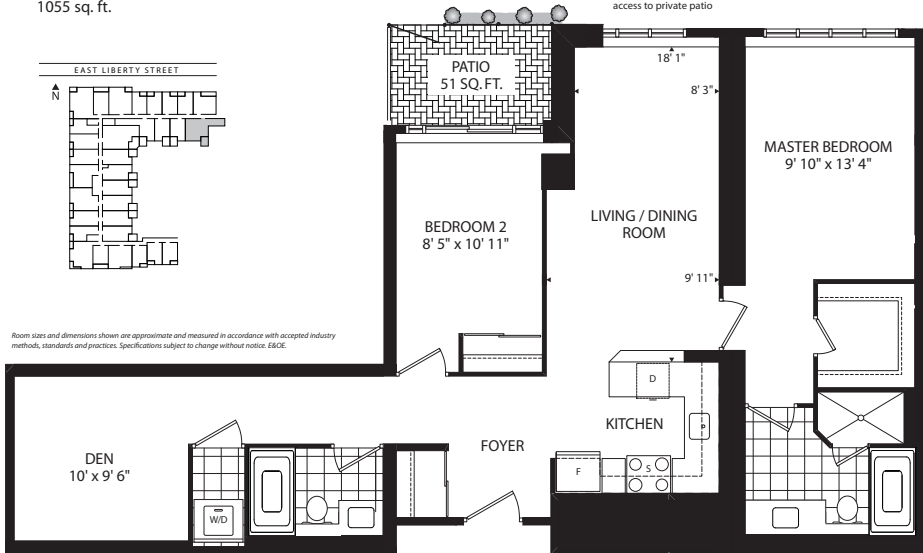 1055 sq. ft.
access to private patio
EAST LIBERTY STREET
N
PATIO
51 SQ. FT.
18' 1"
8' 3"
MASTER BEDROOM
9' 10" x 13' 4"
BEDROOM 2
8' 5" x 10' 11"
LIVING / DINING
ROOM
9' 11"
Room sizes and dimensions shown are approximate and measured in accordance with accepted industry
methods, standards and practices. Specifications subject to change without notice. E&OE.
D
KITCHEN
FOYER
DEN
10' x 9' 6"
F
S
W/D